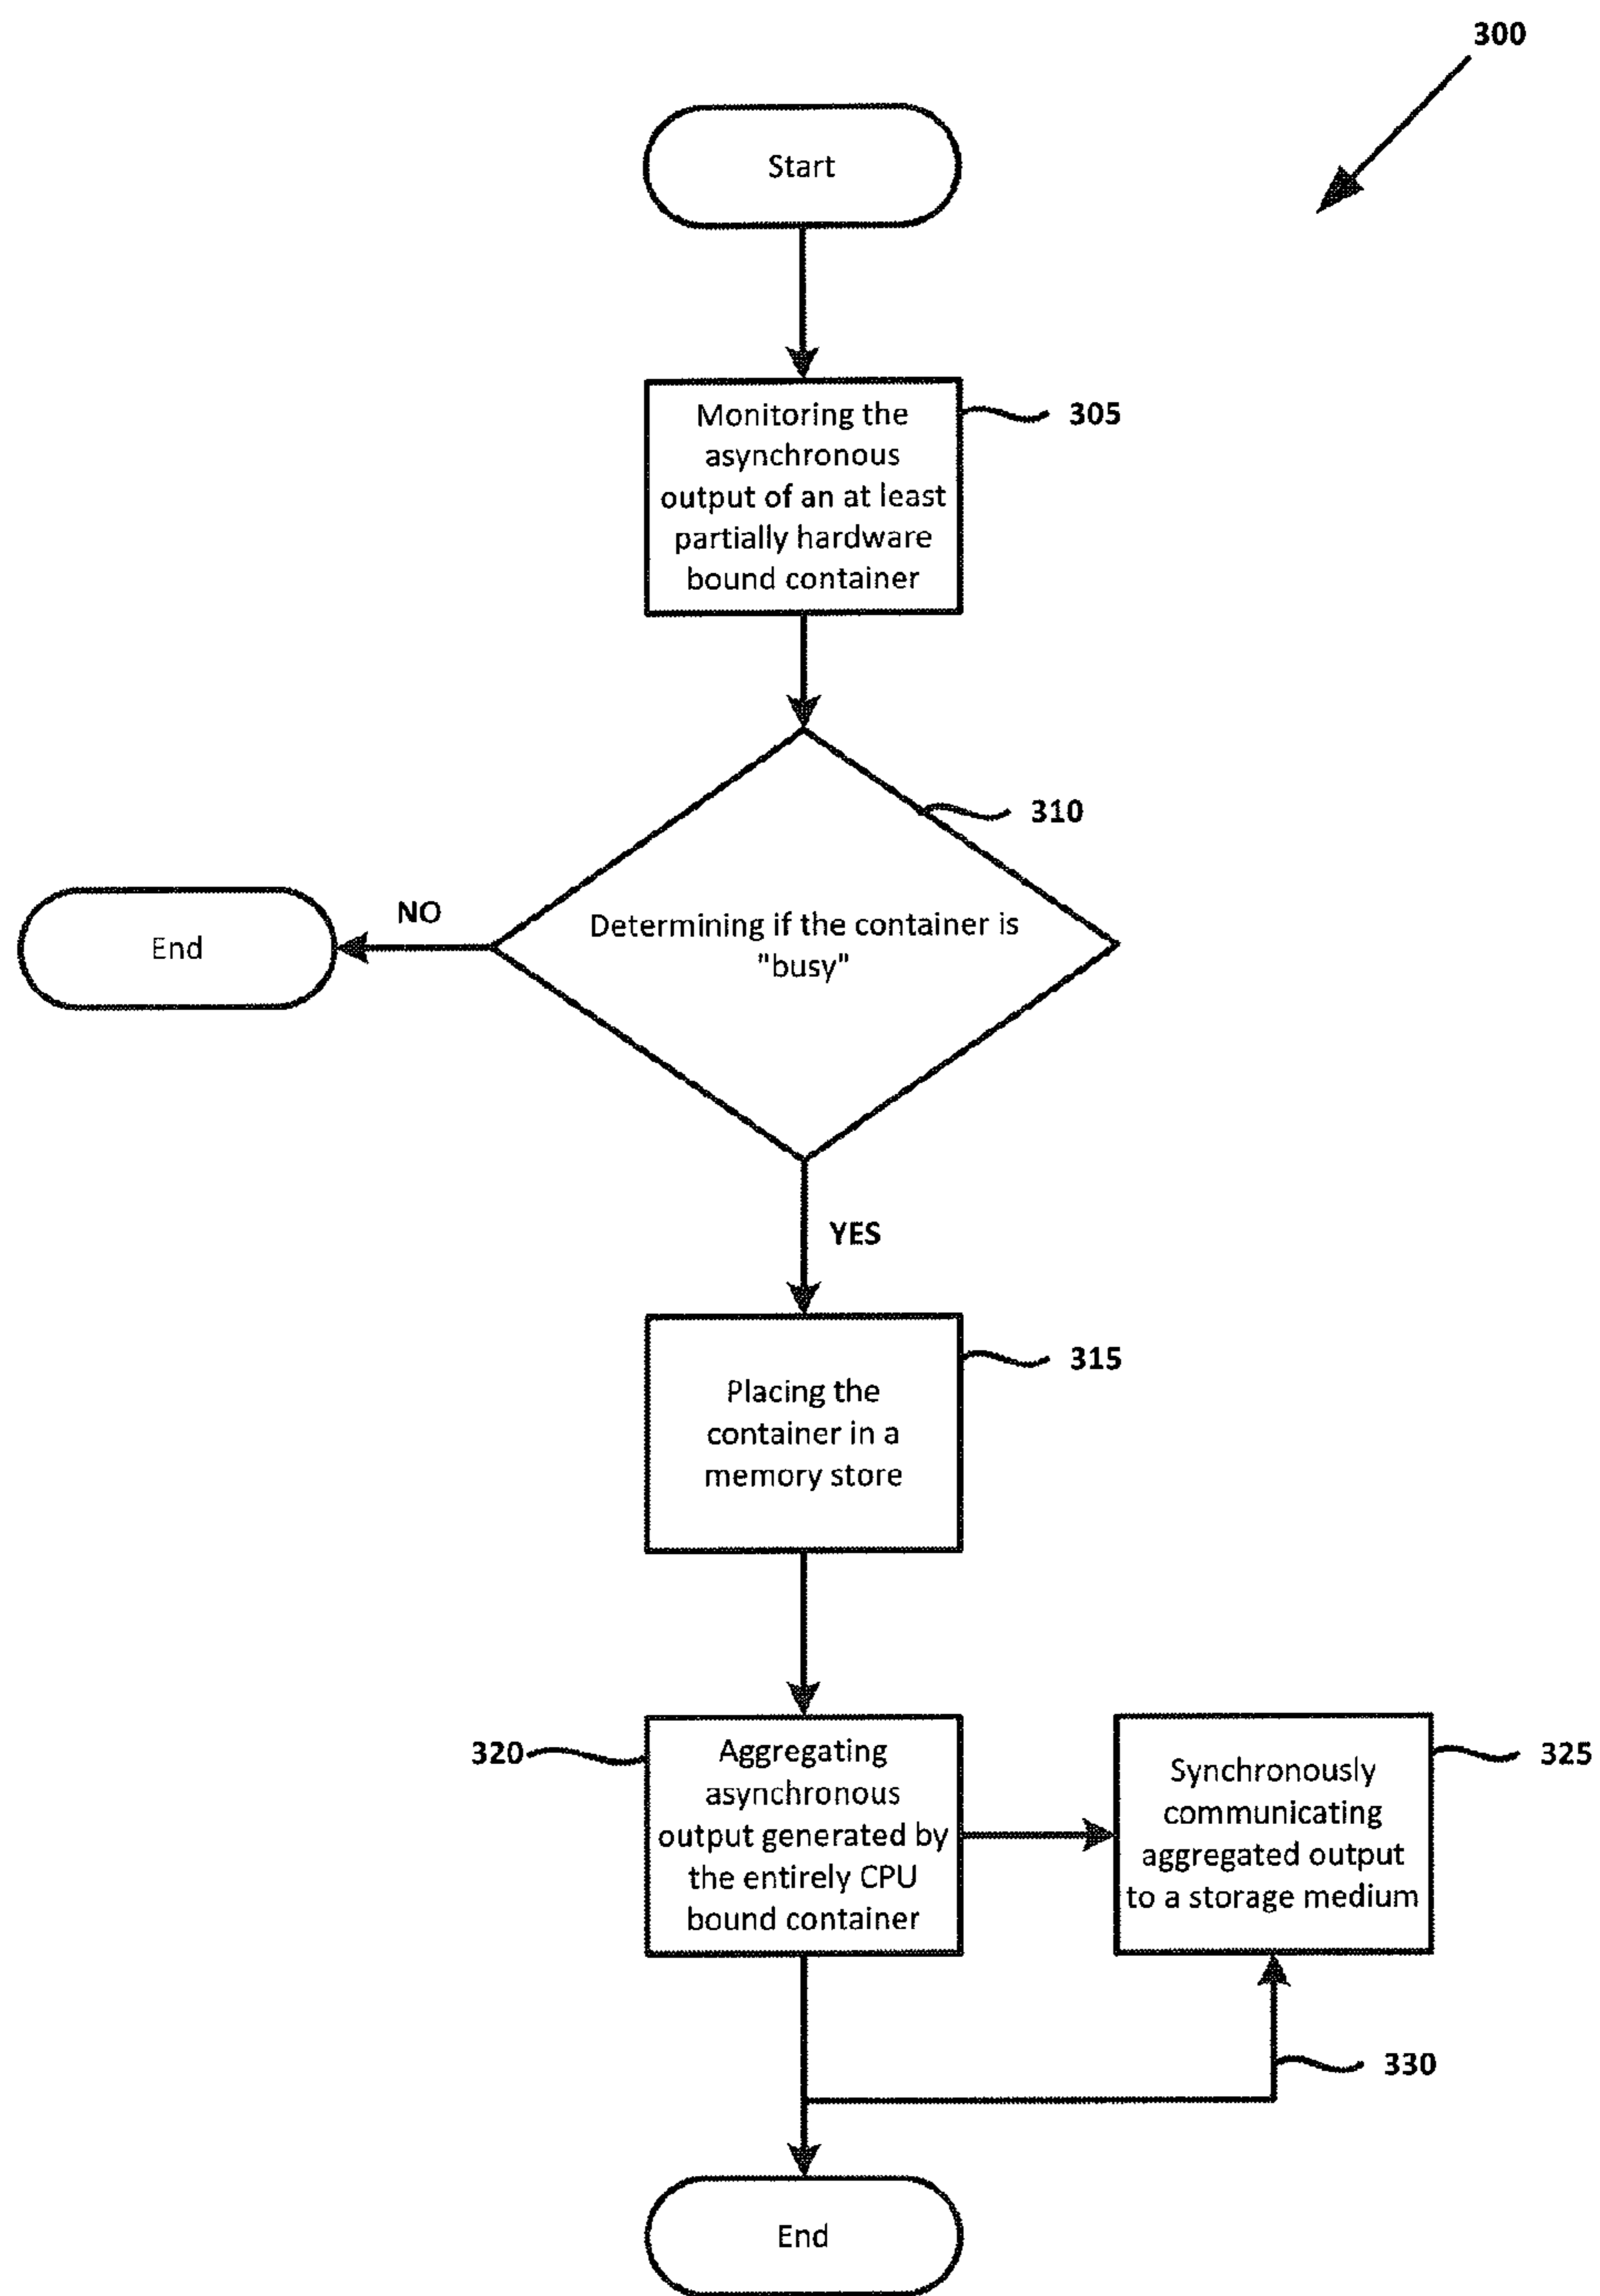 300
Start
Monitoring the
asynchronous
output of an at least
partially hardware
bound container
305
310
Determining if the container is
"busy"
NO
End
YES
315
Placing the
container in a
memory store
320
Aggregating
asynchronous
output generated by
the entirely CPU
bound container
325
Synchronously
communicating
aggregated output
to a storage medium
330
End